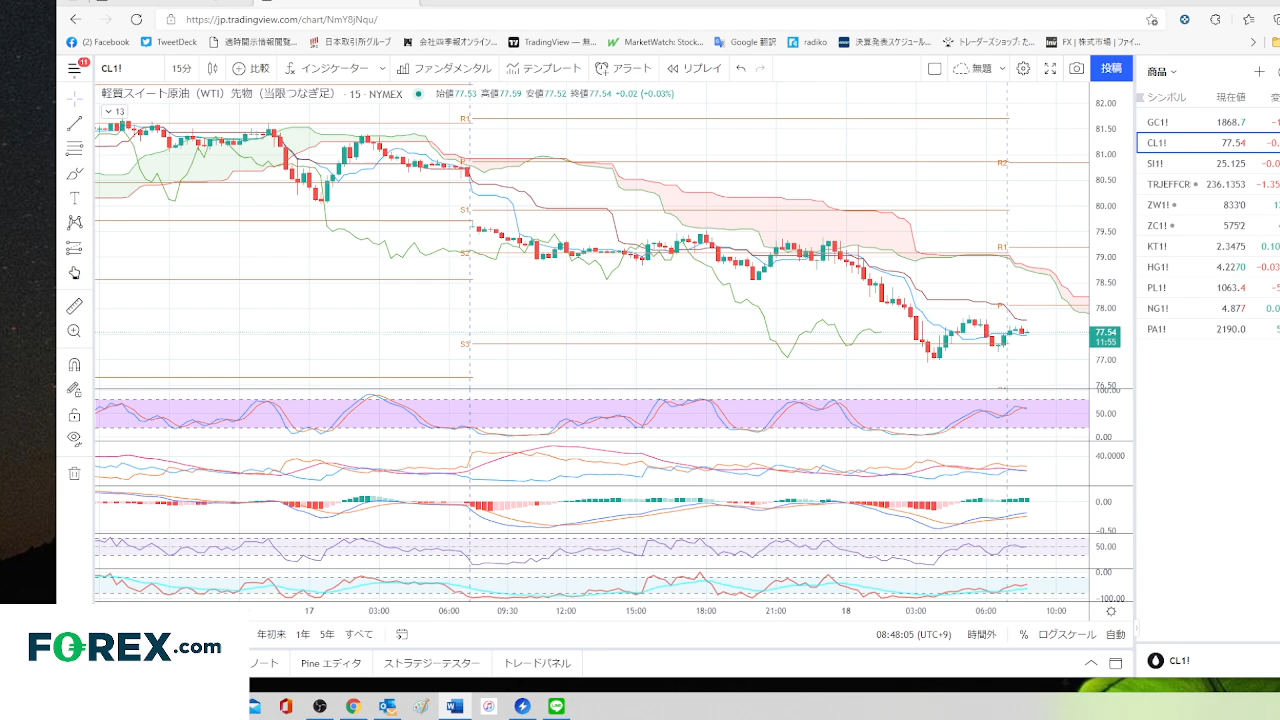 https://jp.tradingview.com/chart/NmY8jNqu/
(2) Facebook TweetDeck 適時開示情報閲覧... 日本取引所グループ 会社四季報オンライン... TradingView — 無... MarketWatch: Stock... Google 翻訳 radiko 決算発表スケジュール... トレーダーズショップ: た... FX | 株式市場 | ファイ...
11
CL1! 15分 比較 インジケーター ファンダメンタル テンプレート アラート リプレイ 無題 投稿 商品
軽質スイート原油（WTI）先物（当限つなぎ足） · 15 · NYMEX 始値77.53 高値77.59 安値77.52 終値77.54 +0.02 (+0.03%)
13
シンボル 現在値 変
GC1! 1868.7
CL1! 77.54 -0.
SI1! 25.125 -0.0
TRJEFFCR 236.1353 -1.35
ZW1! 833'0
ZC1! 575'2
KT1! 2.3475 0.10
HG1! 4.2270 -0.03
PL1! 1063.4
NG1! 4.877 0.0
PA1! 2190.0
R1
P
S1
S2
S3
R2
R1
P
82.00
81.50
81.00
80.50
80.00
79.50
79.00
78.50
78.00
77.54
11:55
77.00
76.50
100.00
50.00
0.00
40.0000
0.00
-0.50
50.00
0.00
-100.00
17 03:00 06:00 09:30 12:00 15:00 18:00 21:00 18 03:00 06:00 10:00
年初来 1年 5年 すべて 08:48:05 (UTC+9) 時間外 % ログスケール 自動
ノート Pine エディタ ストラテジーテスター トレードパネル
CL1!
FOREX.com